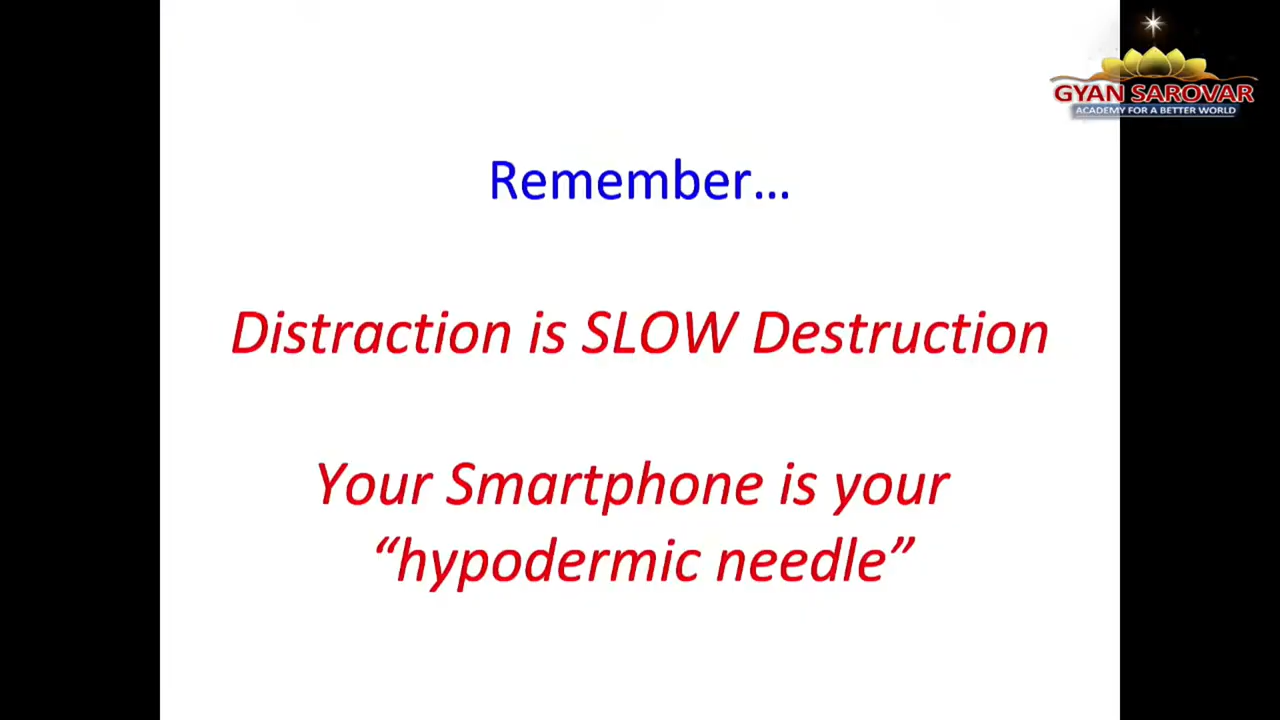 GYAN SAROVAR
ACADEMY FOR A BETTER WORLD
Remember...
Distraction is SLOW Destruction
Your Smartphone is your
“hypodermic needle”